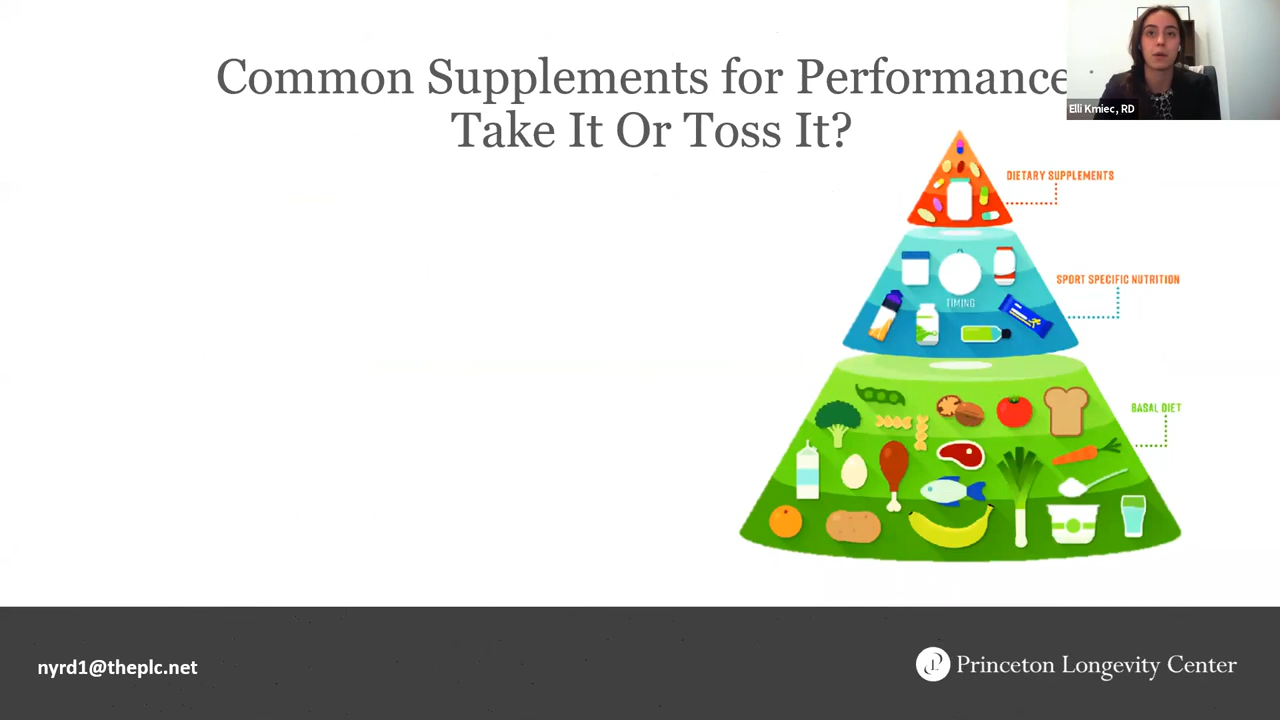 Common Supplements for Performance
Take It Or Toss It?
Elli Kmiec, RD
DIETARY SUPPLEMENTS
SPORT SPECIFIC NUTRITION
TIMING
BASAL DIET
nyrd1@theplc.net
Princeton Longevity Center